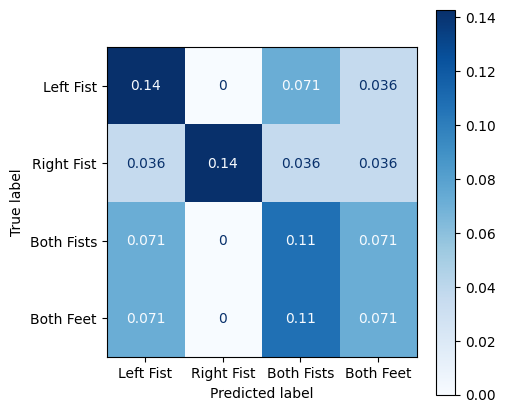 True label
Left Fist 0.14 0 0.071 0.036
Right Fist 0.036 0.14 0.036 0.036
Both Fists 0.071 0 0.11 0.071
Both Feet 0.071 0 0.11 0.071
Left Fist Right Fist Both Fists Both Feet
Predicted label
0.14
0.12
0.10
0.08
0.06
0.04
0.02
0.00